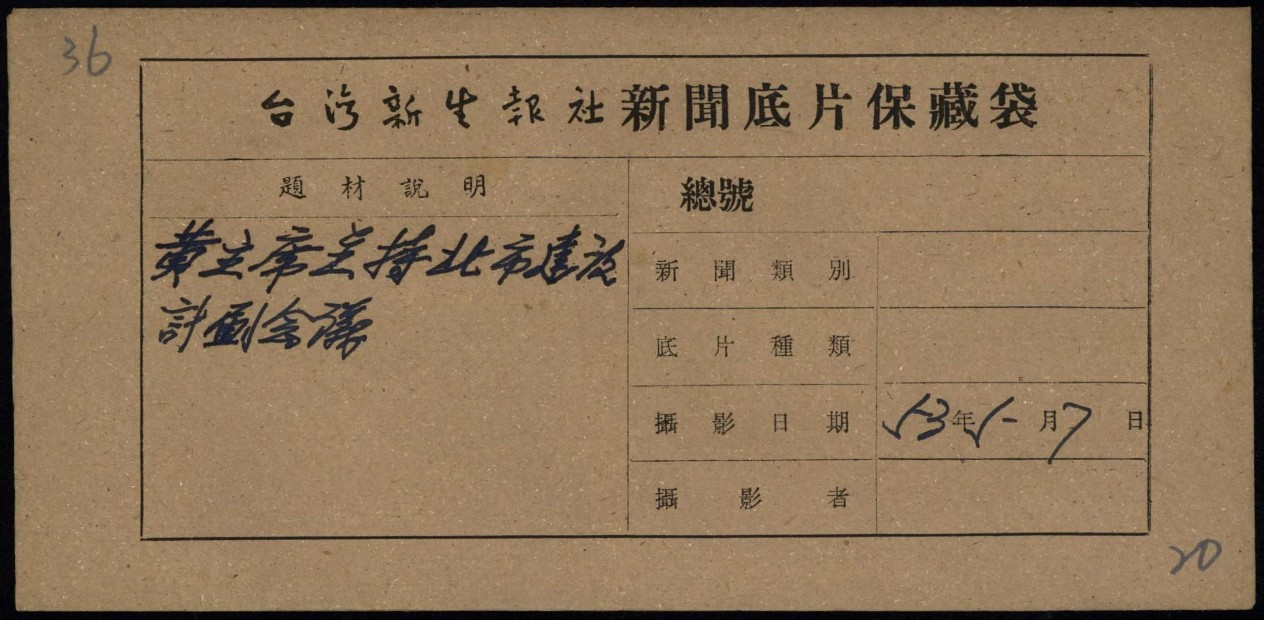 36
台湾新生報社新聞底片保藏袋
題材說明
黄主席主持北市建設
計劃会議
總號
新聞類別
底片種類
攝影日期 53年5月7日
攝影者
20